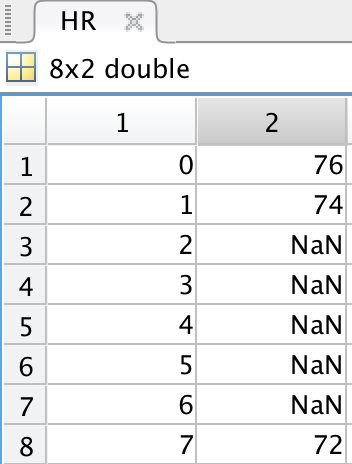 HR
8x2 double
1 2
1 0 76
2 1 74
3 2 NaN
4 3 NaN
5 4 NaN
6 5 NaN
7 6 NaN
8 7 72